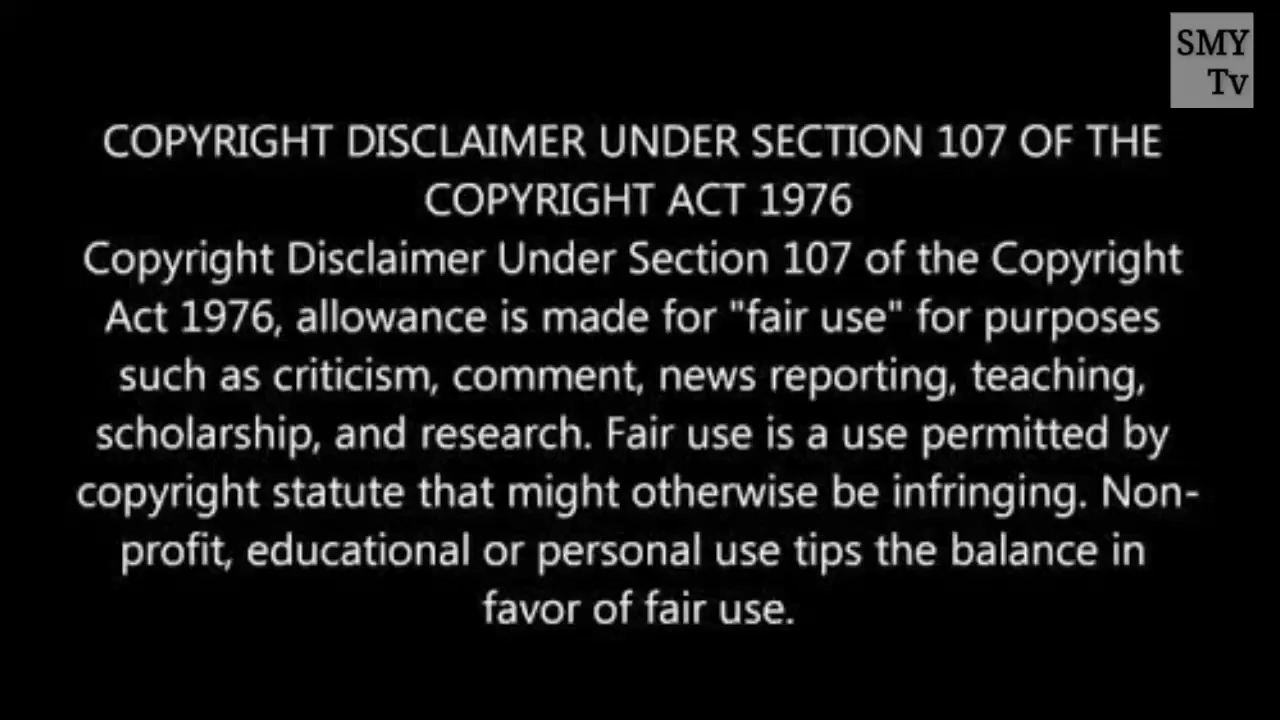 SMY
Tv
COPYRIGHT DISCLAIMER UNDER SECTION 107 OF THE
COPYRIGHT ACT 1976
Copyright Disclaimer Under Section 107 of the Copyright
Act 1976, allowance is made for "fair use" for purposes
such as criticism, comment, news reporting, teaching,
scholarship, and research. Fair use is a use permitted by
copyright statute that might otherwise be infringing. Non-
profit, educational or personal use tips the balance in
favor of fair use.